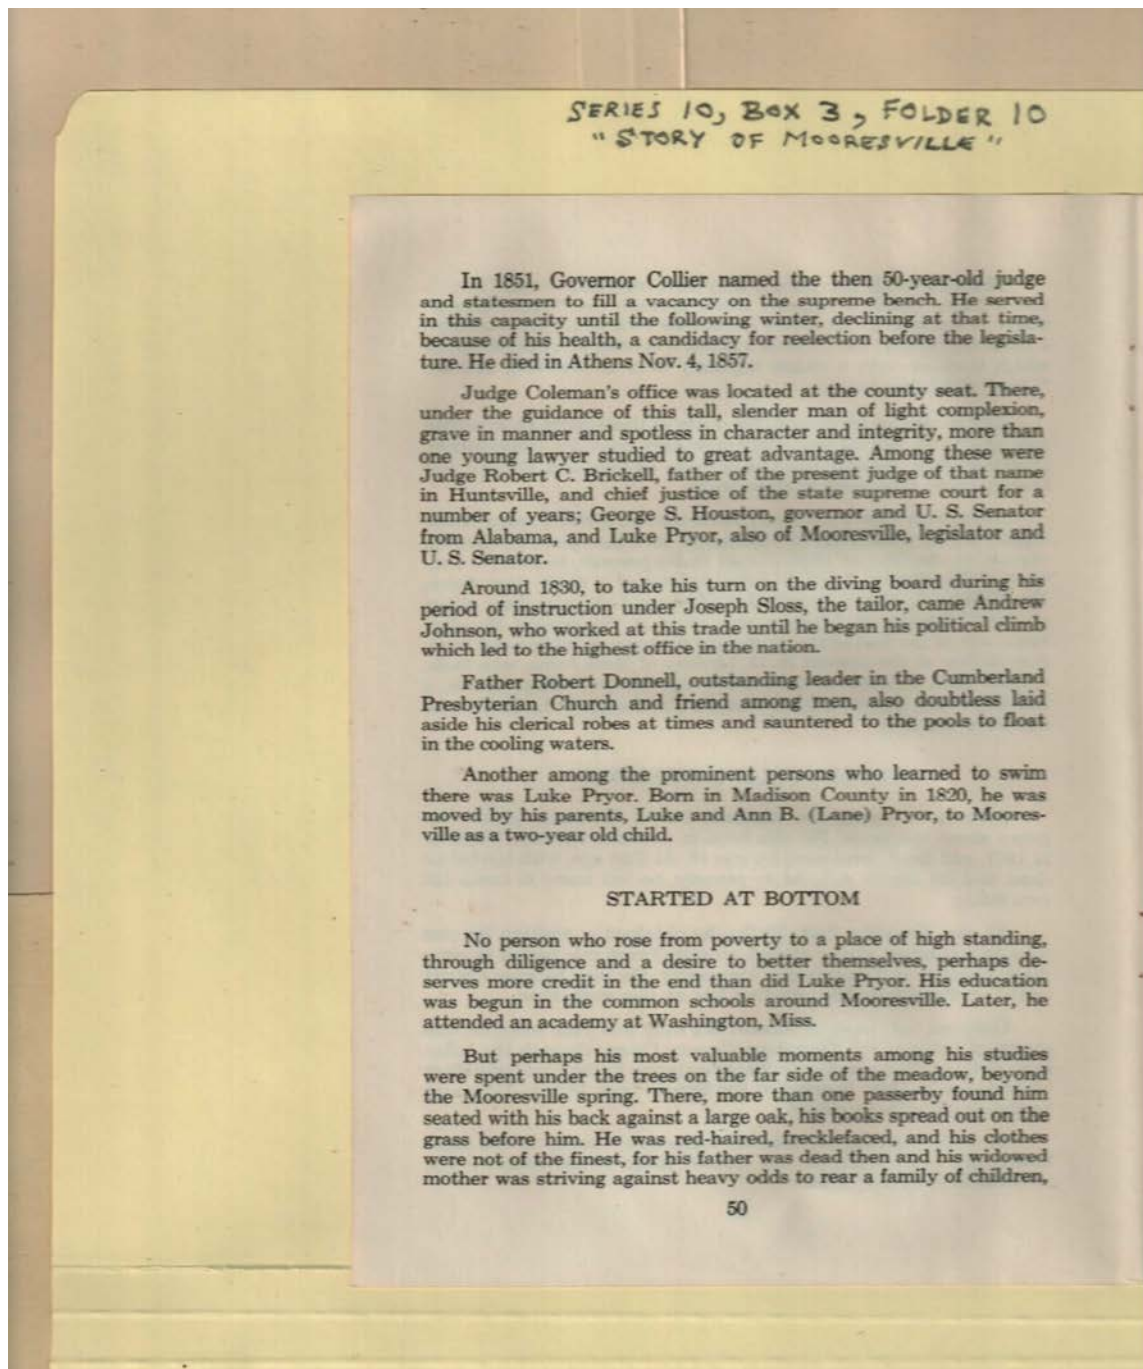 SERIES 10, BOX 3, FOLDER 10
"STORY OF MOORESVILLE"
In 1851, Governor Collier named the then 50-year-old judge
and statesmen to fill a vacancy on the supreme bench. He served
in this capacity until the following winter, declining at that time,
because of his health, a candidacy for reelection before the legisla-
ture. He died in Athens Nov. 4, 1857.
Judge Coleman's office was located at the county seat. There,
under the guidance of this tall, slender man of light complexion,
grave in manner and spotless in character and integrity, more than
one young lawyer studied to great advantage. Among these were
Judge Robert C. Brickell, father of the present judge of that name
in Huntsville, and chief justice of the state supreme court for a
number of years; George S. Houston, governor and U. S. Senator
from Alabama, and Luke Pryor, also of Mooresville, legislator and
U. S. Senator.
Around 1830, to take his turn on the diving board during his
period of instruction under Joseph Sloss, the tailor, came Andrew
Johnson, who worked at this trade until he began his political climb
which led to the highest office in the nation.
Father Robert Donnell, outstanding leader in the Cumberland
Presbyterian Church and friend among men, also doubtless laid
aside his clerical robes at times and sauntered to the pools to float
in the cooling waters.
Another among the prominent persons who learned to swim
there was Luke Pryor. Born in Madison County in 1820, he was
moved by his parents, Luke and Ann B. (Lane) Pryor, to Moores-
ville as a two-year old child.
STARTED AT BOTTOM
No person who rose from poverty to a place of high standing,
through diligence and a desire to better themselves, perhaps de-
serves more credit in the end than did Luke Pryor. His education
was begun in the common schools around Mooresville. Later, he
attended an academy at Washington, Miss.
But perhaps his most valuable moments among his studies
were spent under the trees on the far side of the meadow, beyond
the Mooresville spring. There, more than one passerby found him
seated with his back against a large oak, his books spread out on the
grass before him. He was red-haired, frecklefaced, and his clothes
were not of the finest, for his father was dead then and his widowed
mother was striving against heavy odds to rear a family of children,
50